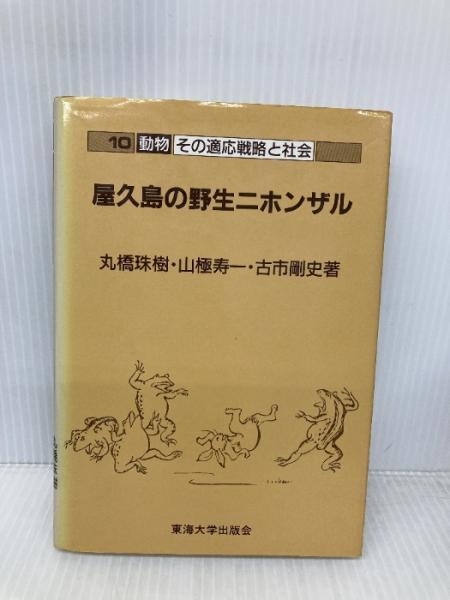 10 動物 その適応戦略と社会
屋久島の野生ニホンザル
丸橋珠樹・山極寿一・古市剛史著
東海大学出版会